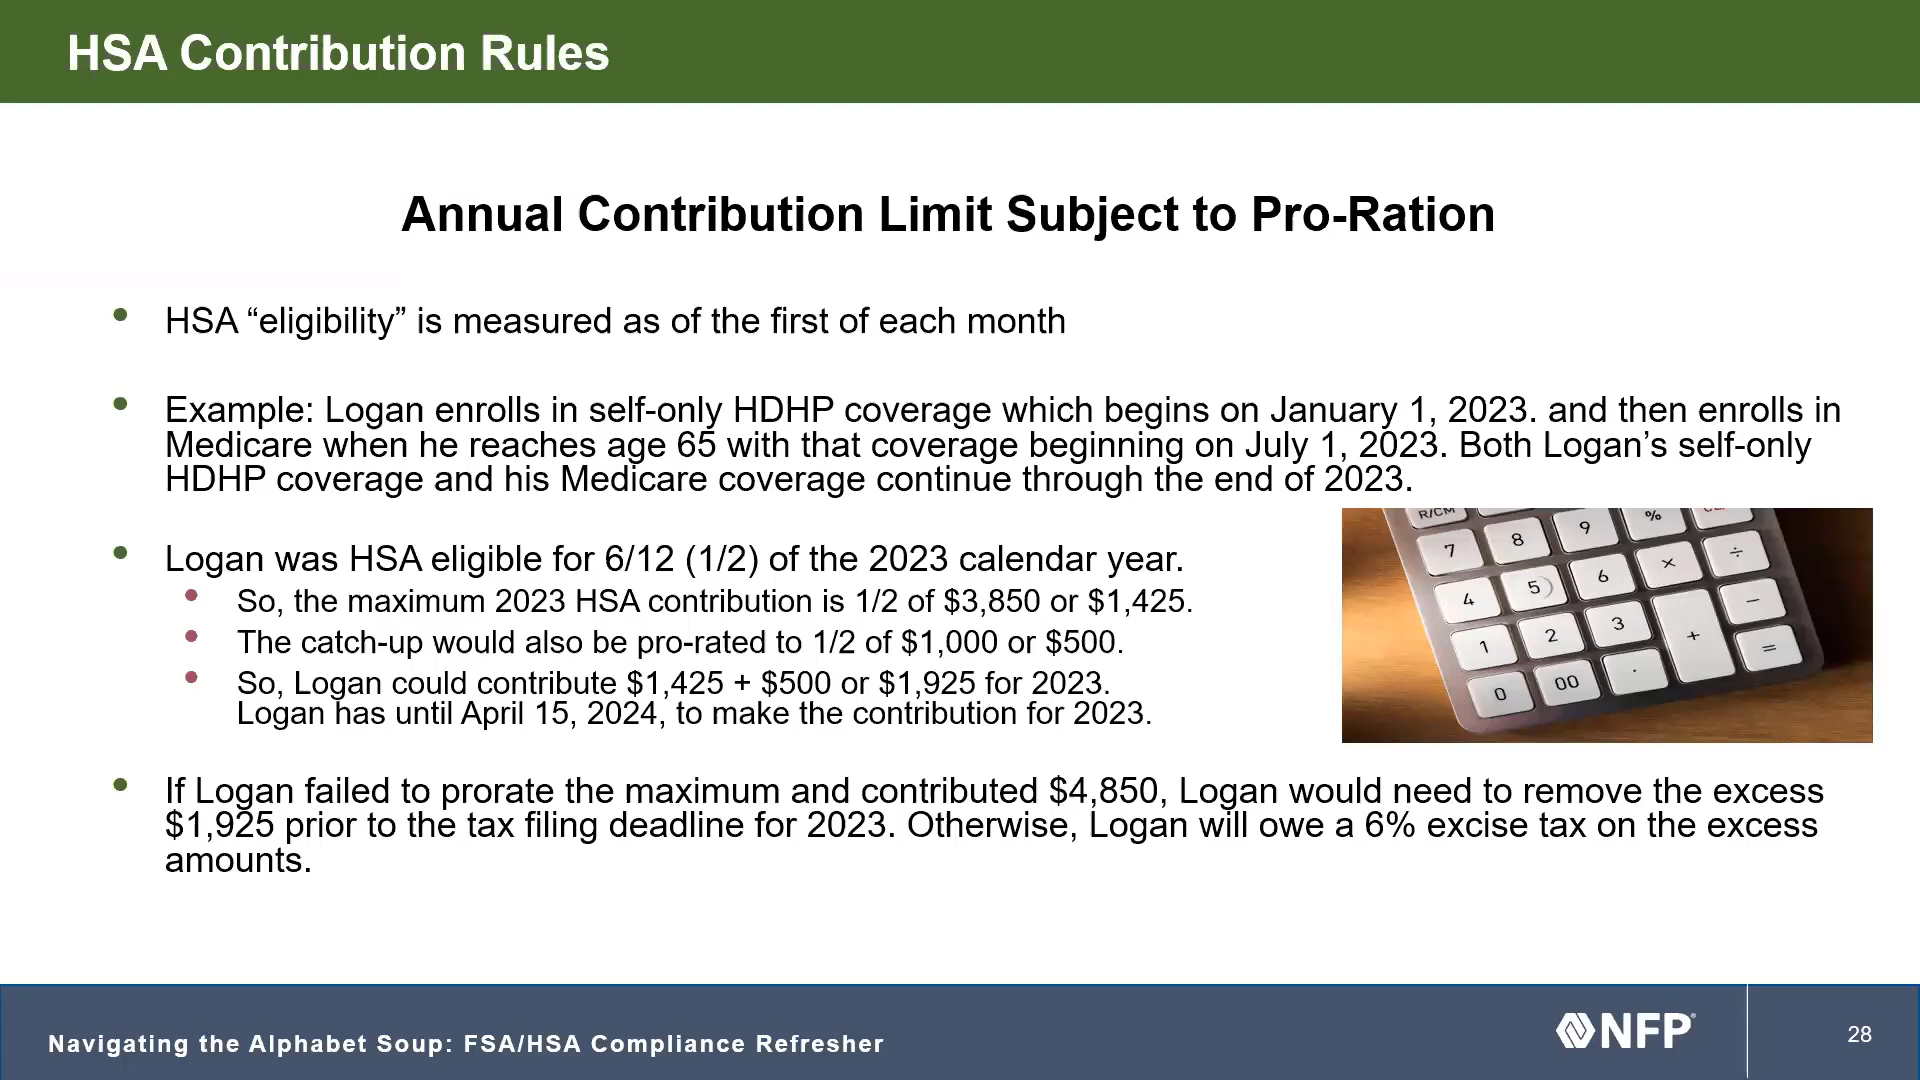 HSA Contribution Rules
Annual Contribution Limit Subject to Pro-Ration
HSA “eligibility” is measured as of the first of each month
Example: Logan enrolls in self-only HDHP coverage which begins on January 1, 2023. and then enrolls in
Medicare when he reaches age 65 with that coverage beginning on July 1, 2023. Both Logan’s self-only
HDHP coverage and his Medicare coverage continue through the end of 2023.
Logan was HSA eligible for 6/12 (1/2) of the 2023 calendar year.
So, the maximum 2023 HSA contribution is 1/2 of $3,850 or $1,425.
The catch-up would also be pro-rated to 1/2 of $1,000 or $500.
So, Logan could contribute $1,425 + $500 or $1,925 for 2023.
Logan has until April 15, 2024, to make the contribution for 2023.
R/CM %
7 8 9 ÷
4 5 6 × −
1 2 3 + =
0 00 .
If Logan failed to prorate the maximum and contributed $4,850, Logan would need to remove the excess
$1,925 prior to the tax filing deadline for 2023. Otherwise, Logan will owe a 6% excise tax on the excess
amounts.
Navigating the Alphabet Soup: FSA/HSA Compliance Refresher
NFP®
28